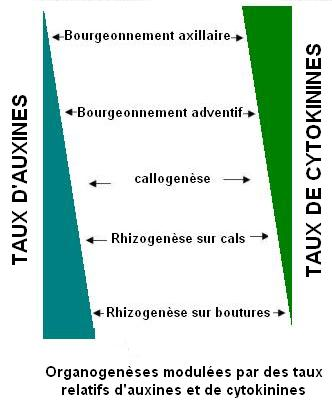 TAUX D'AUXINES
Bourgeonnement axillaire
Bourgeonnement adventif
callogenèse
Rhizogenèse sur cals
Rhizogenèse sur boutures
TAUX DE CYTOKININES
Organogenèses modulées par des taux
relatifs d'auxines et de cytokinines